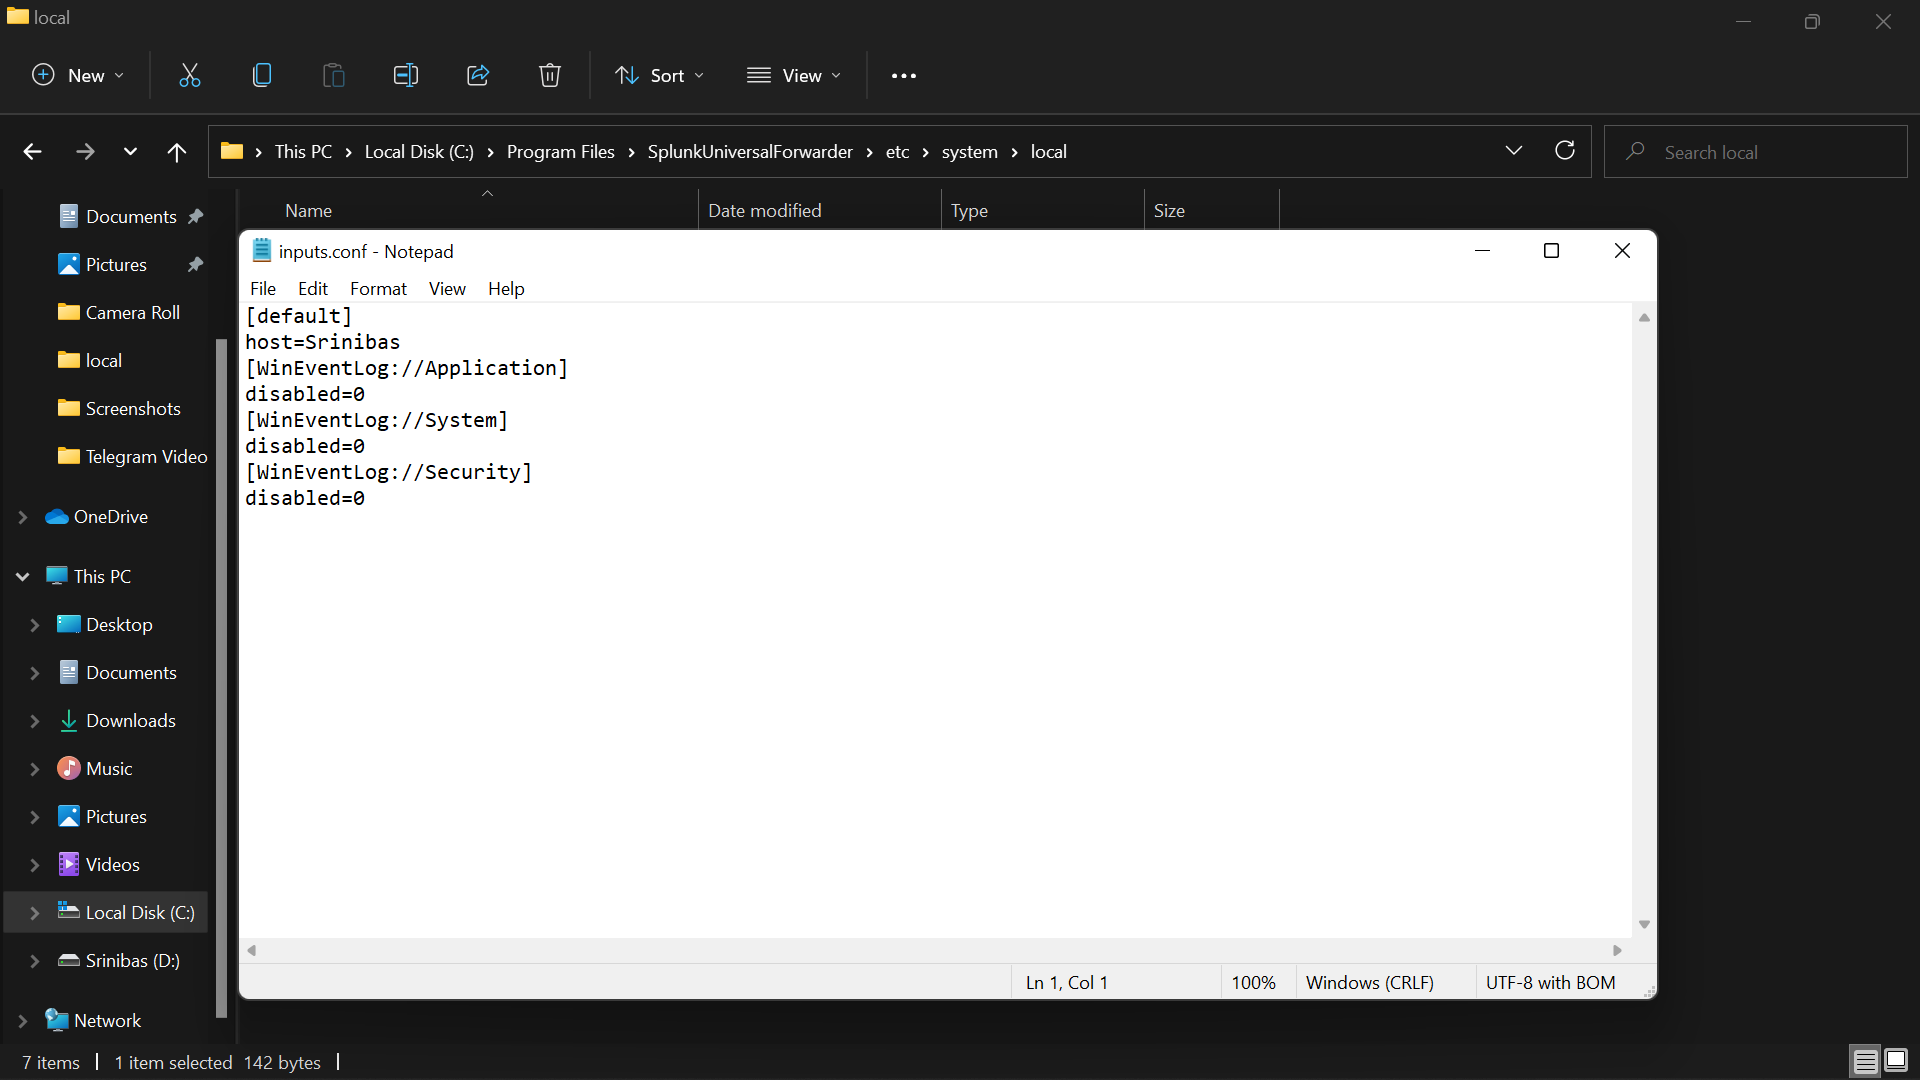 local
New
Sort
View
This PC
Local Disk (C:)
Program Files
SplunkUniversalForwarder
etc
system
local
Search local
Name
Date modified
Type
Size
Documents
Pictures
Camera Roll
local
Screenshots
Telegram Video
OneDrive
This PC
Desktop
Documents
Downloads
Music
Pictures
Videos
Local Disk (C:)
Srinibas (D:)
Network
inputs.conf - Notepad
File Edit Format View Help
[default]
host=Srinibas
[WinEventLog://Application]
disabled=0
[WinEventLog://System]
disabled=0
[WinEventLog://Security]
disabled=0
Ln 1, Col 1
100%
Windows (CRLF)
UTF-8 with BOM
7 items
1 item selected 142 bytes